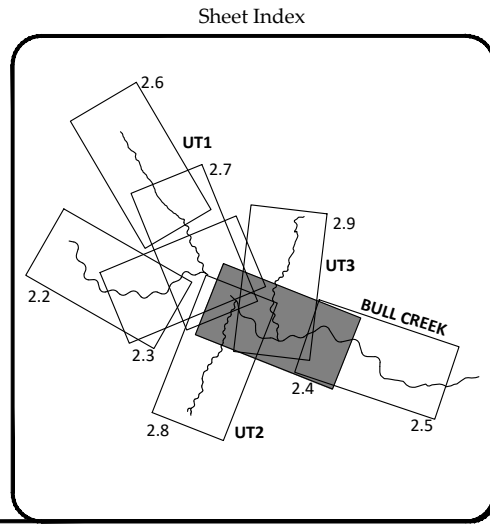 Sheet Index
2.6
UT1
2.7
2.9
UT3
2.2
BULL CREEK
2.3
2.4
2.5
2.8
UT2